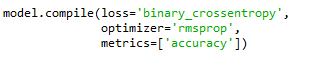 model.compile(loss='binary_crossentropy',
              optimizer='rmsprop',
              metrics=['accuracy'])